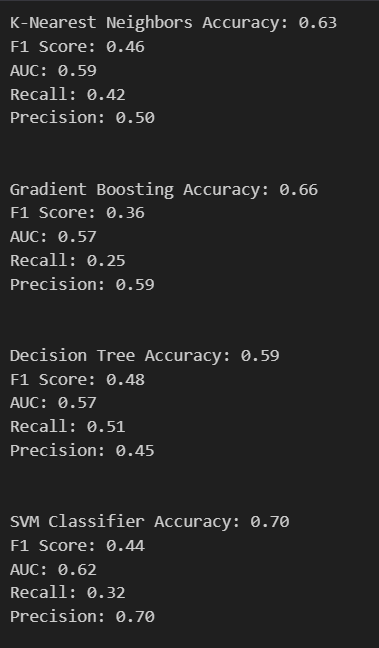 K-Nearest Neighbors Accuracy: 0.63
F1 Score: 0.46
AUC: 0.59
Recall: 0.42
Precision: 0.50
Gradient Boosting Accuracy: 0.66
F1 Score: 0.36
AUC: 0.57
Recall: 0.25
Precision: 0.59
Decision Tree Accuracy: 0.59
F1 Score: 0.48
AUC: 0.57
Recall: 0.51
Precision: 0.45
SVM Classifier Accuracy: 0.70
F1 Score: 0.44
AUC: 0.62
Recall: 0.32
Precision: 0.70